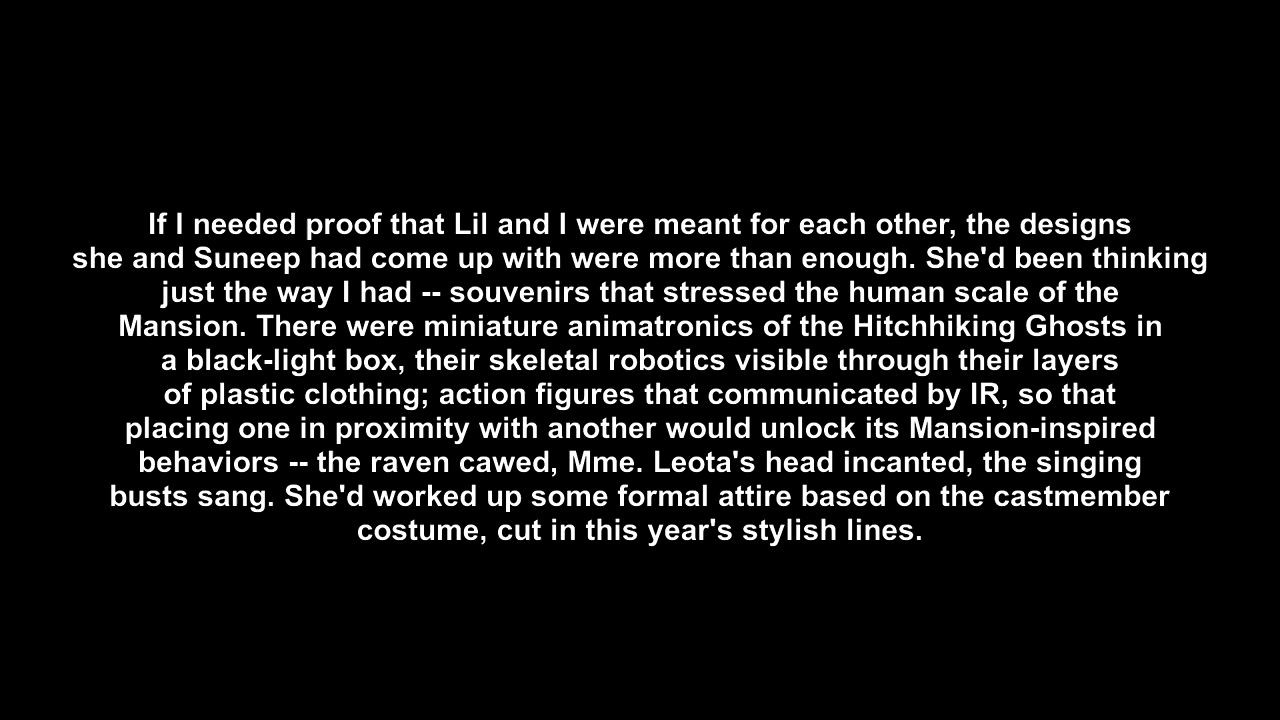 If I needed proof that Lil and I were meant for each other, the designs
she and Suneep had come up with were more than enough. She'd been thinking
just the way I had -- souvenirs that stressed the human scale of the
Mansion. There were miniature animatronics of the Hitchhiking Ghosts in
a black-light box, their skeletal robotics visible through their layers
of plastic clothing; action figures that communicated by IR, so that
placing one in proximity with another would unlock its Mansion-inspired
behaviors -- the raven cawed, Mme. Leota's head incanted, the singing
busts sang. She'd worked up some formal attire based on the castmember
costume, cut in this year's stylish lines.